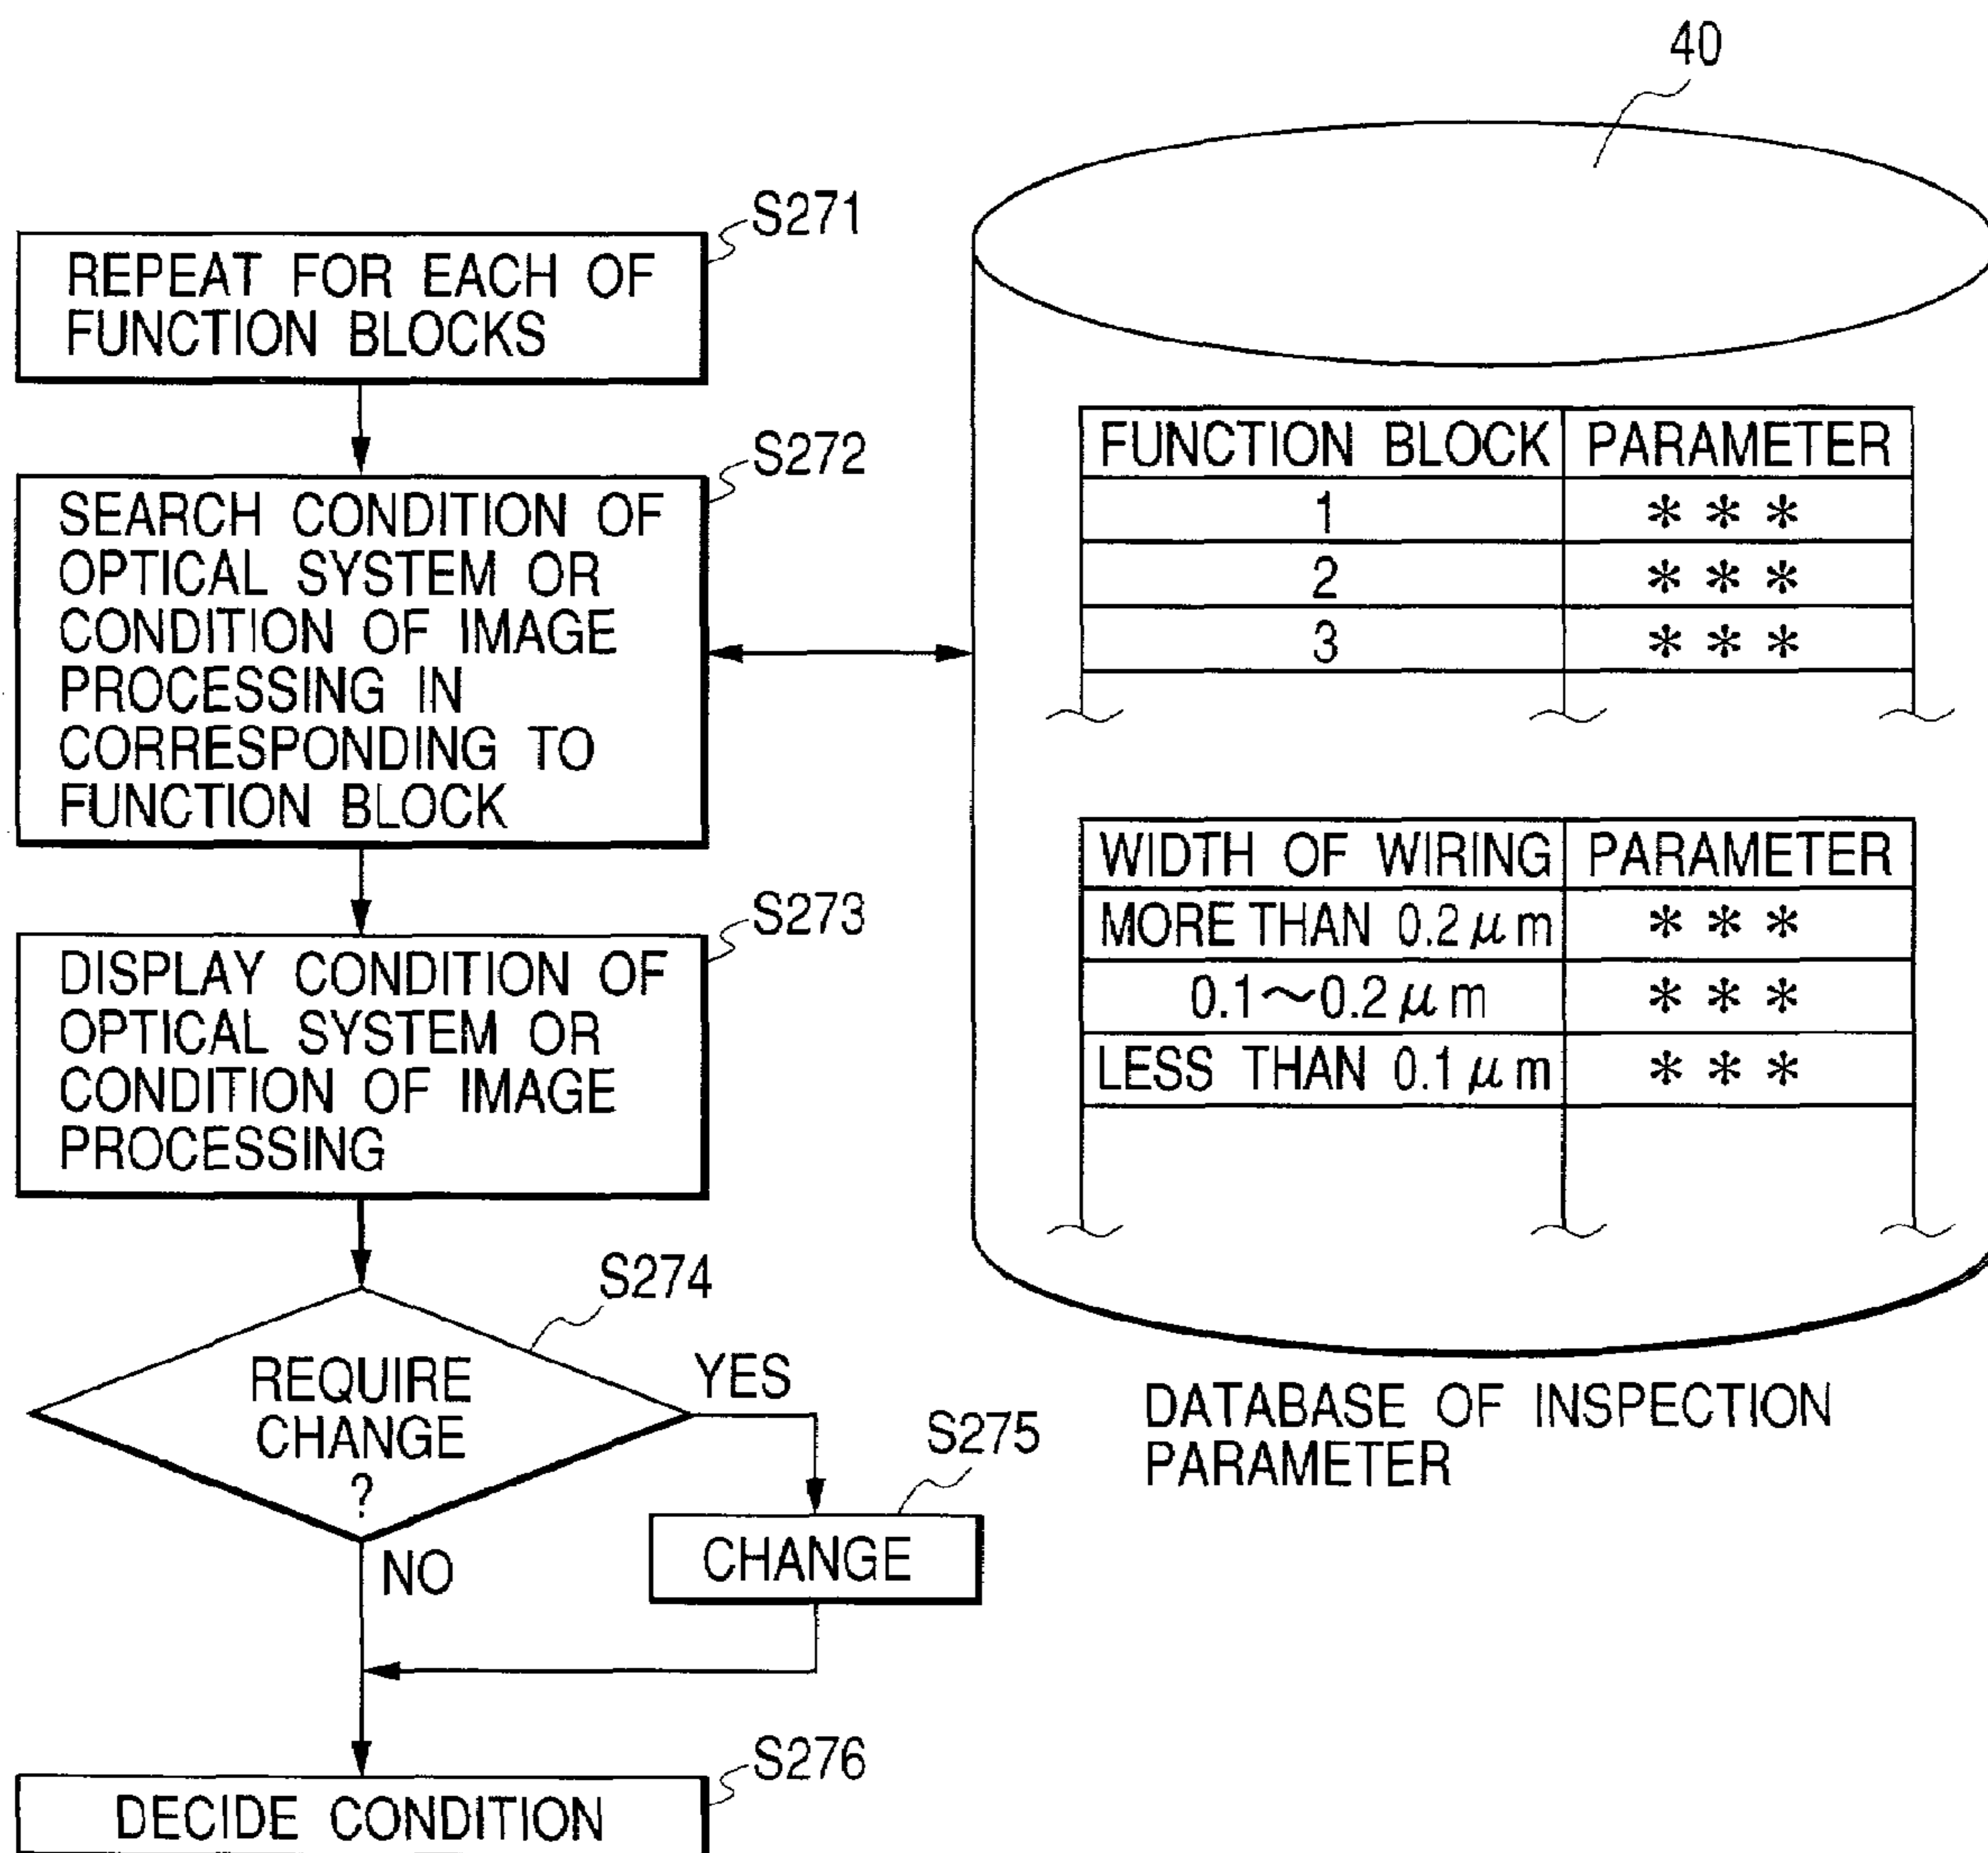 40
S271
REPEAT FOR EACH OF
FUNCTION BLOCKS
S272
SEARCH CONDITION OF
OPTICAL SYSTEM OR
CONDITION OF IMAGE
PROCESSING IN
CORRESPONDING TO
FUNCTION BLOCK
S273
DISPLAY CONDITION OF
OPTICAL SYSTEM OR
CONDITION OF IMAGE
PROCESSING
S274
REQUIRE
CHANGE
?
YES
NO
S275
CHANGE
S276
DECIDE CONDITION
FUNCTION BLOCK PARAMETER
1 * * *
2 * * *
3 * * *
WIDTH OF WIRING PARAMETER
MORE THAN 0.2μm * * *
0.1~0.2μm * * *
LESS THAN 0.1μm * * *
DATABASE OF INSPECTION
PARAMETER